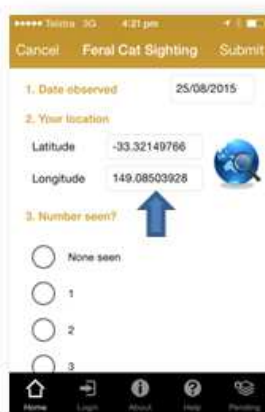 Telstra 3G 4:21 pm
Cancel Feral Cat Sighting Submit
1. Date observed 25/08/2015
2. Your location
Latitude -33.32149766
Longitude 149.08503928
3. Number seen?
None seen
1
2
3
Home Login About Help Pending